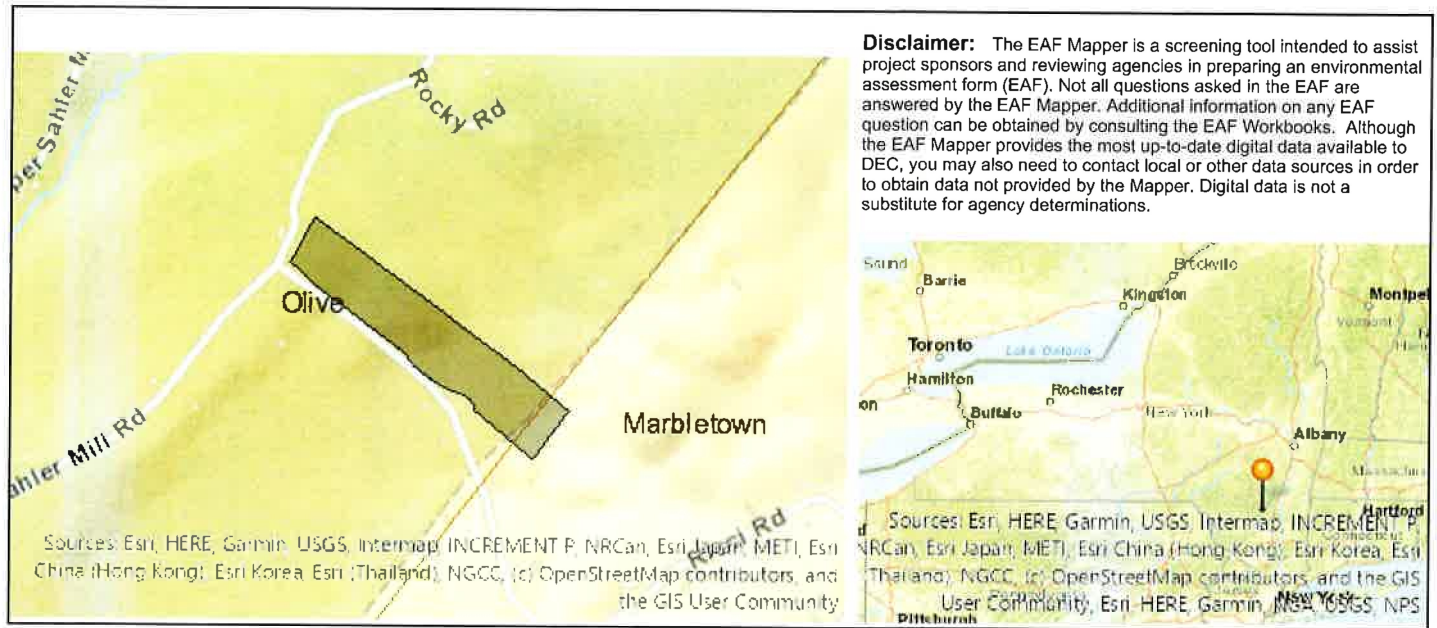 Disclaimer: The EAF Mapper is a screening tool intended to assist
project sponsors and reviewing agencies in preparing an environmental
assessment form (EAF). Not all questions asked in the EAF are
answered by the EAF Mapper. Additional information on any EAF
question can be obtained by consulting the EAF Workbooks. Although
the EAF Mapper provides the most up-to-date digital data available to
DEC, you may also need to contact local or other data sources in order
to obtain data not provided by the Mapper. Digital data is not a
substitute for agency determinations.
per Sahler M
Rocky Rd
Olive
Marbletown
ahler Mill Rd
Rd
Sources: Esri, HERE, Garmin, USGS, Intermap, INCREMENT P, NRCan, Esri Japan, METI, Esri
China (Hong Kong), Esri Korea, Esri (Thailand), NGCC, (c) OpenStreetMap contributors, and
the GIS User Community
Sound
Barrie
Brockville
Kingston
Montpel
Vermont
Toronto
Lake Ontario
Hamilton
Rochester
on
Buffalo
New York
Albany
Massachus
Hartford
Sources: Esri, HERE, Garmin, USGS, Intermap, INCREMENT P,
NRCan, Esri Japan, METI, Esri China (Hong Kong), Esri Korea, Esri
(Thailand), NGCC, (c) OpenStreetMap contributors, and the GIS
User Community, Esri, HERE, Garmin, USGS, NPS
New York
Pittsburgh